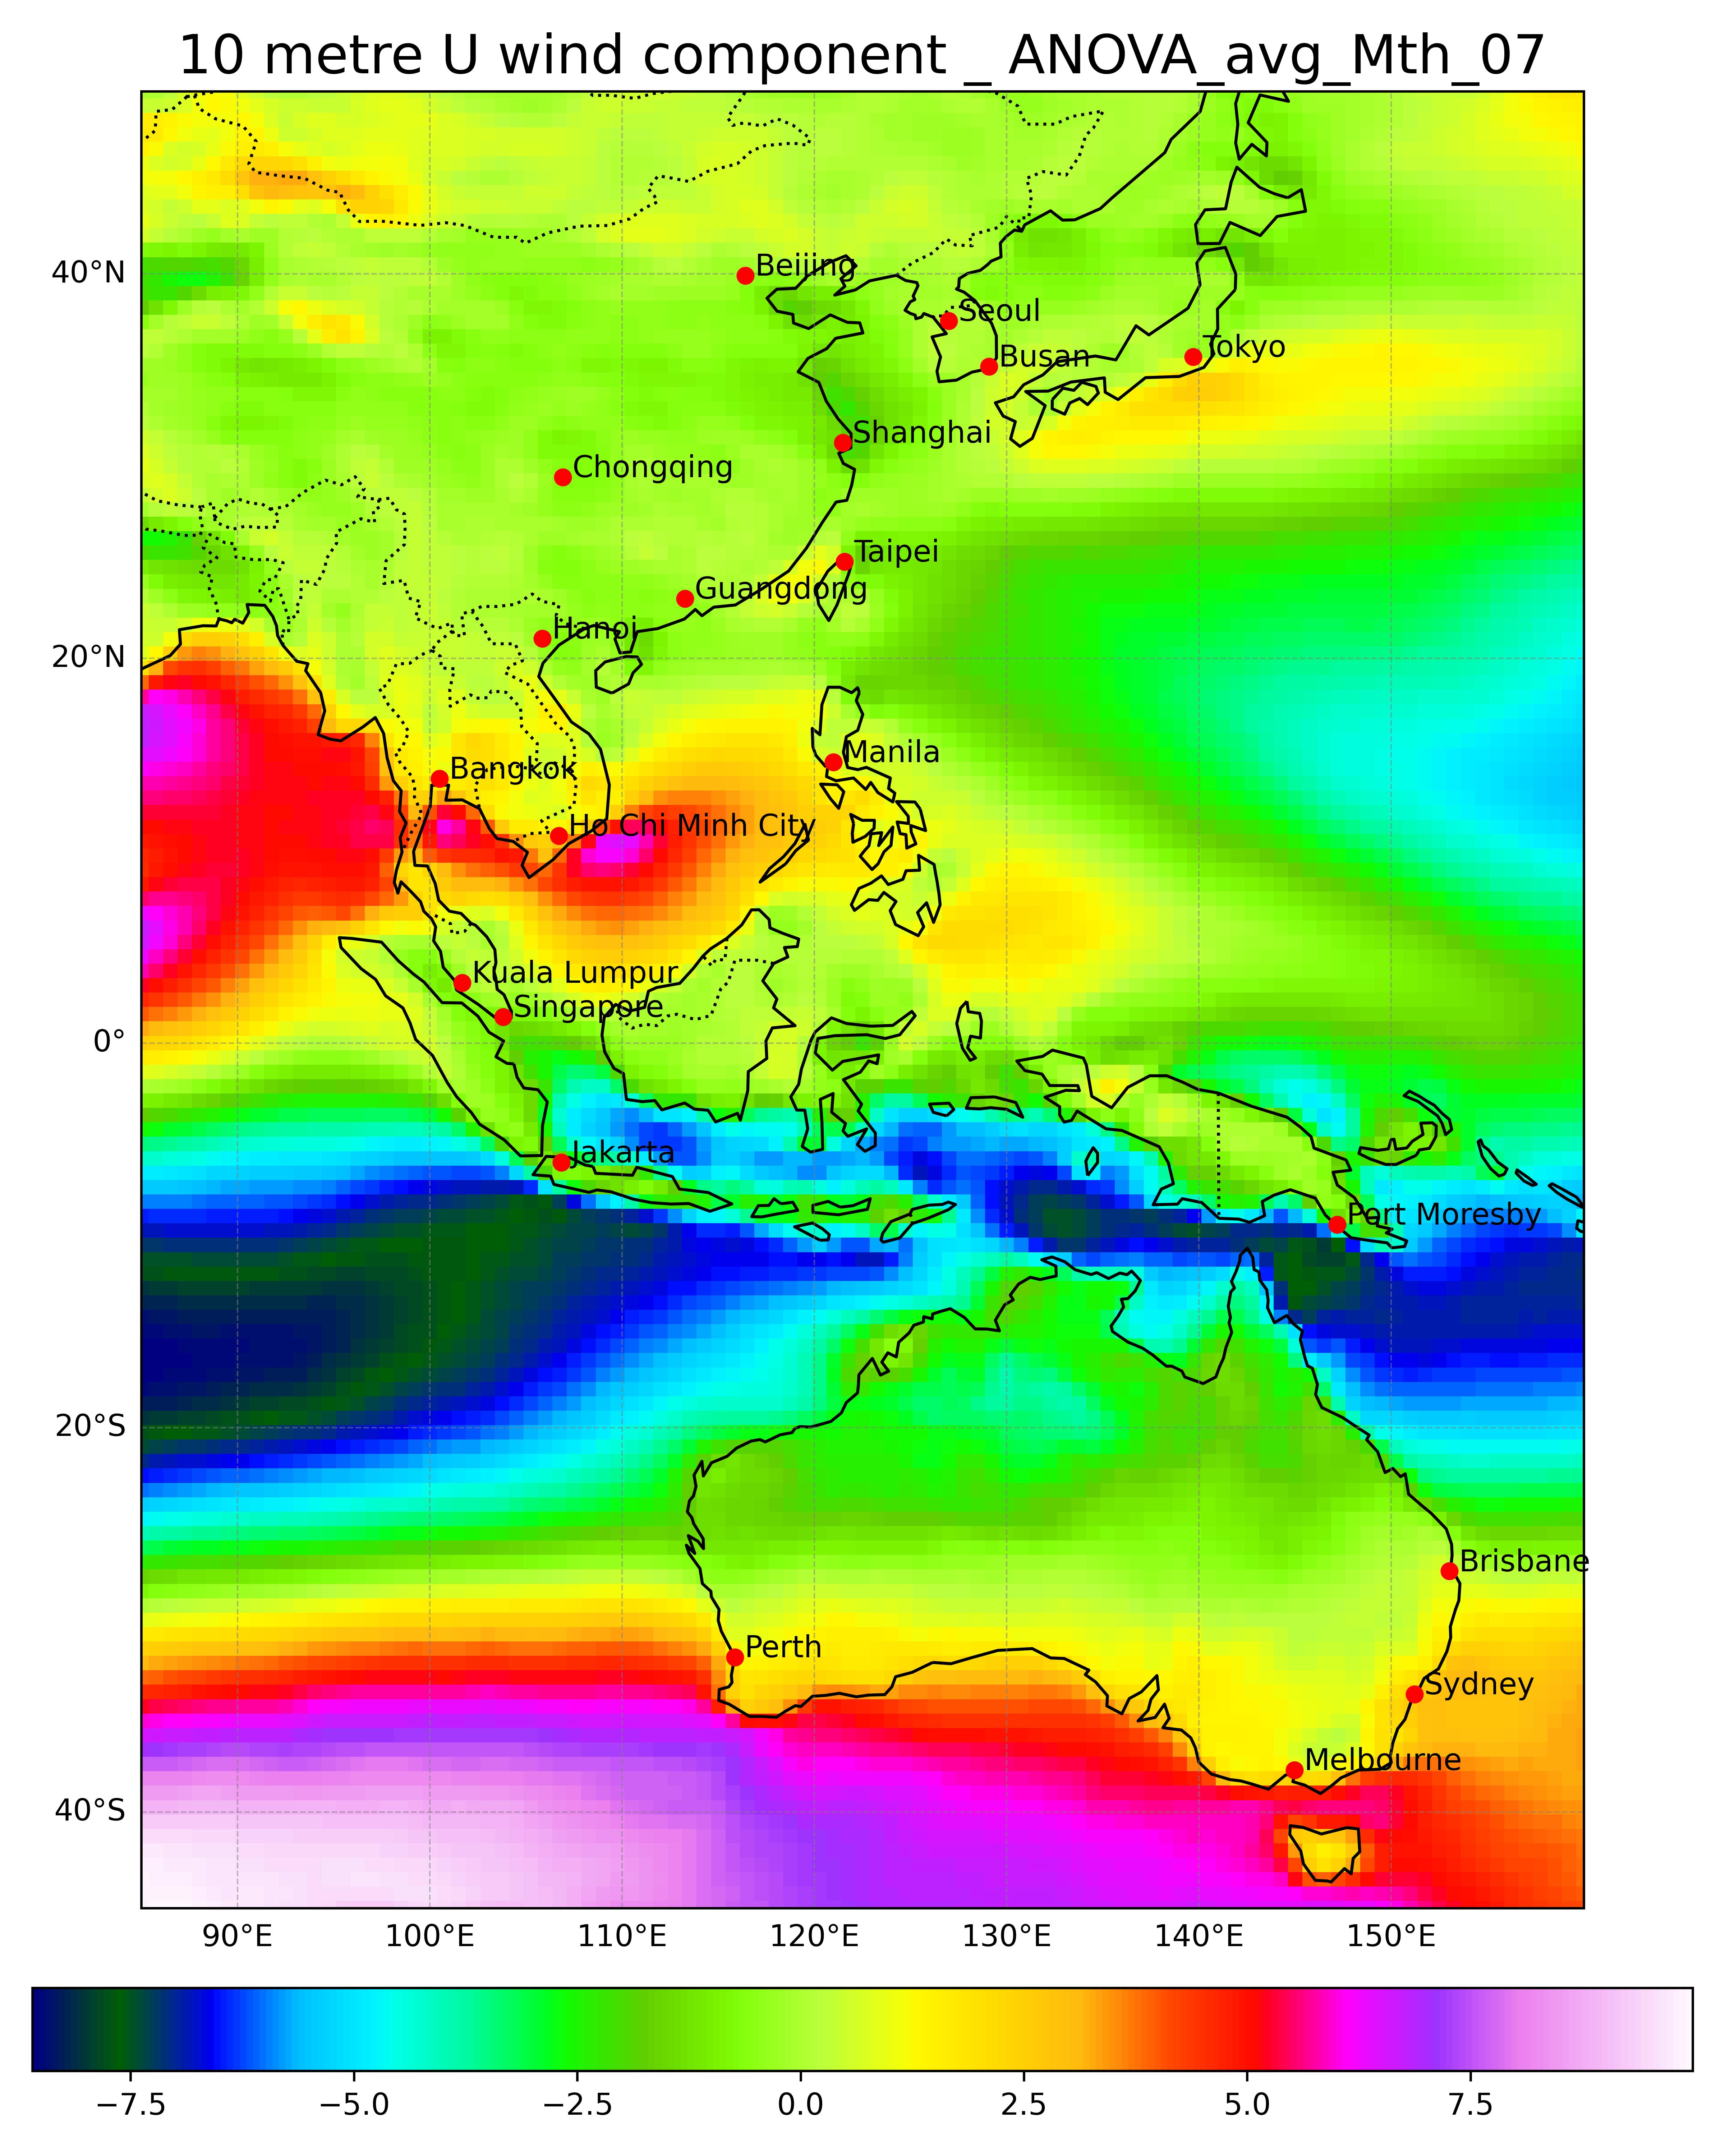 10 metre U wind component _ ANOVA_avg_Mth_07
40°N
20°N
0°
20°S
40°S
Beijing
Seoul
Busan
Tokyo
Shanghai
Chongqing
Taipei
Guangdong
Hanoi
Manila
Bangkok
Ho Chi Minh City
Kuala Lumpur
Singapore
Jakarta
Port Moresby
Brisbane
Perth
Sydney
Melbourne
90°E 100°E 110°E 120°E 130°E 140°E 150°E
−7.5 −5.0 −2.5 0.0 2.5 5.0 7.5